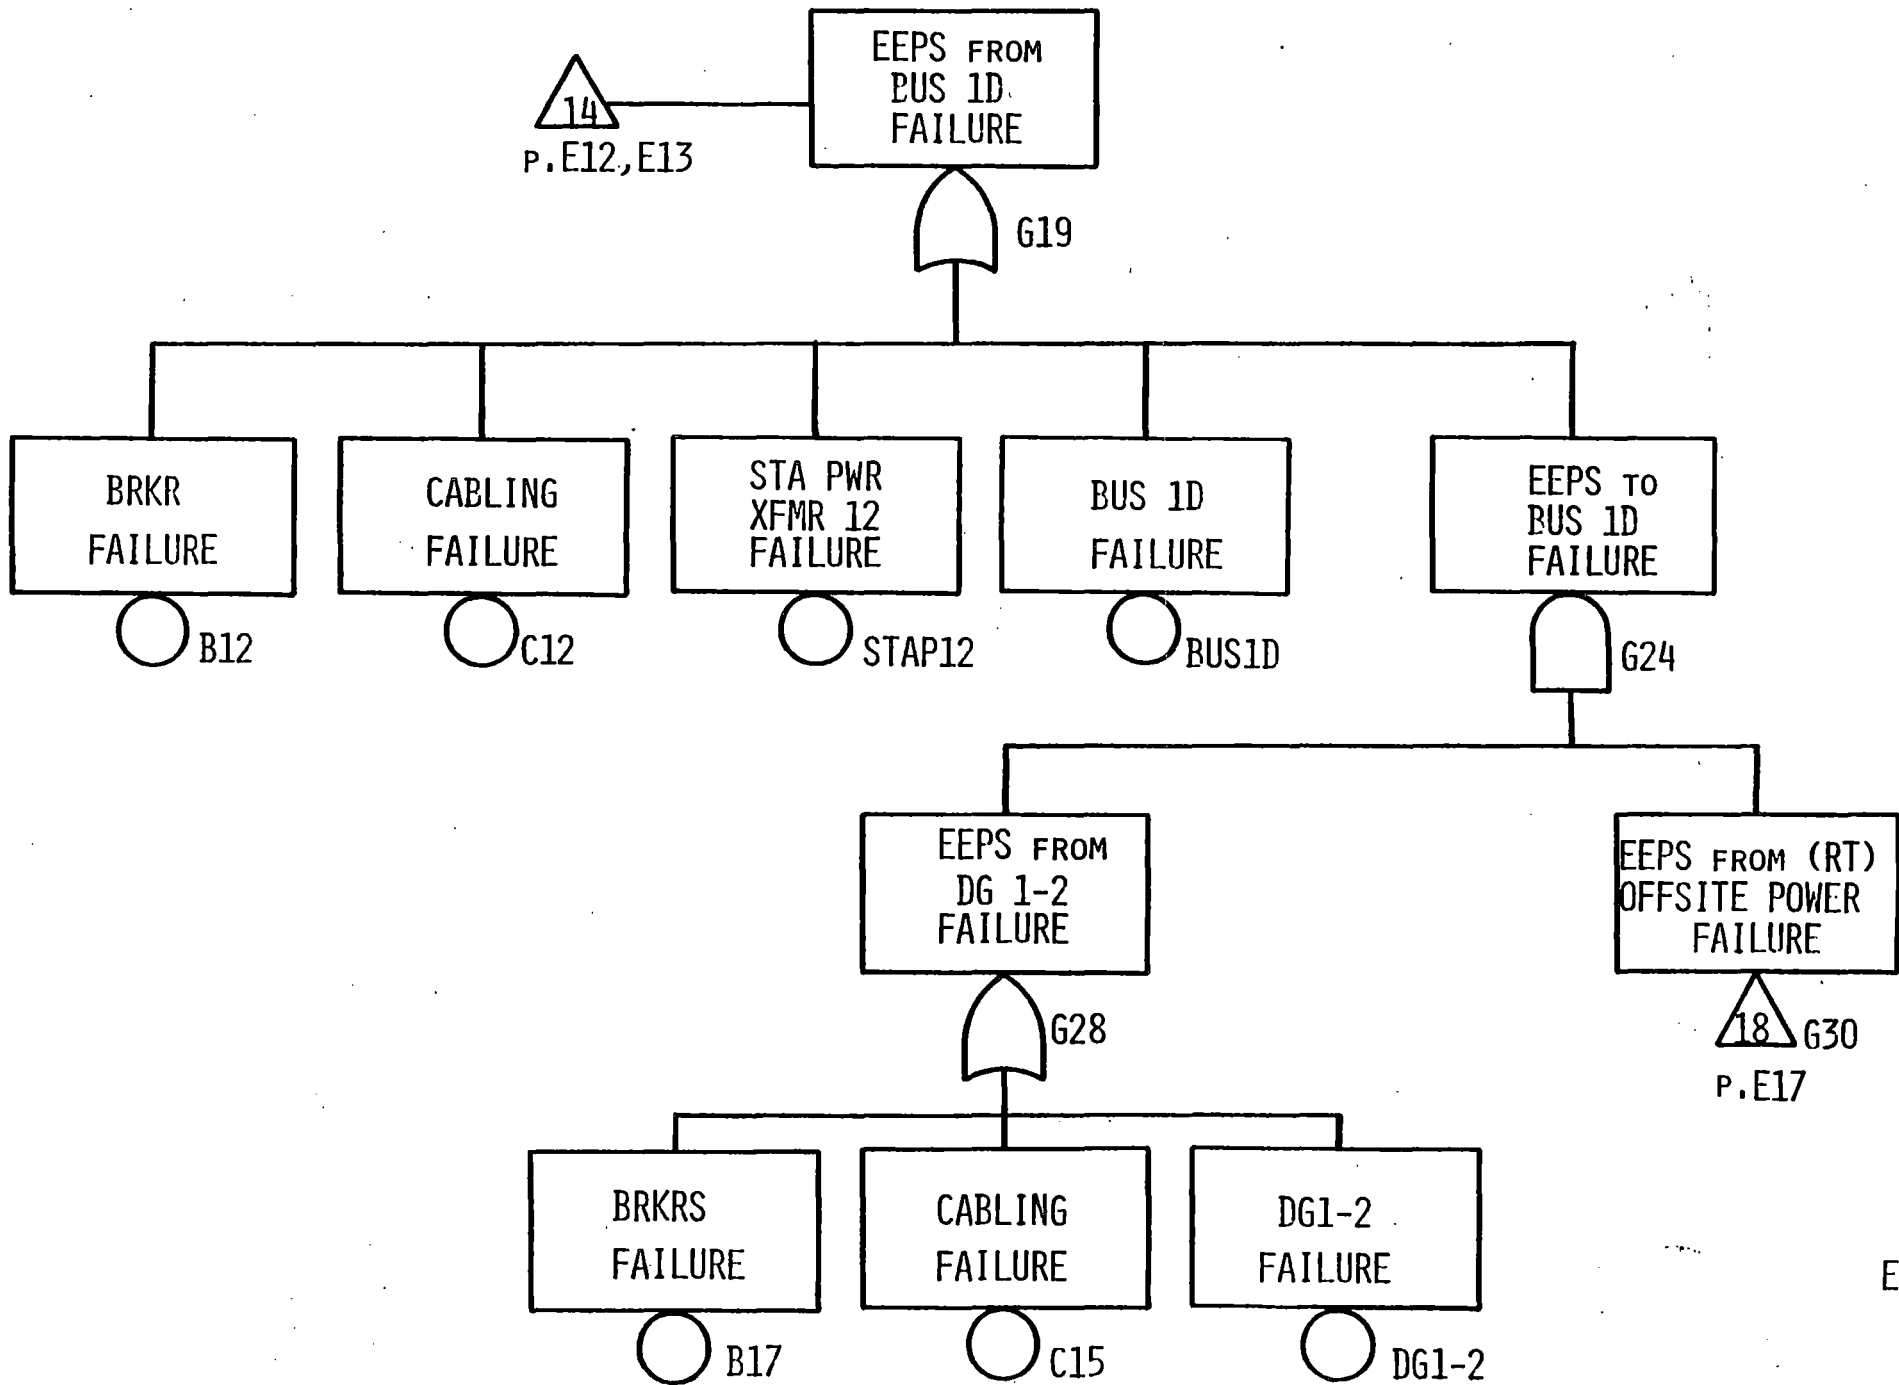 EEPS FROM
BUS 1D
FAILURE
14
P.E12,E13
G19
BRKR
FAILURE
B12
CABLING
FAILURE
C12
STA PWR
XFMR 12
FAILURE
STAP12
BUS 1D
FAILURE
BUS1D
EEPS TO
BUS 1D
FAILURE
G24
EEPS FROM
DG 1-2
FAILURE
G28
EEPS FROM (RT)
OFFSITE POWER
FAILURE
18
G30
P.E17
BRKRS
FAILURE
B17
CABLING
FAILURE
C15
DG1-2
FAILURE
DG1-2
E